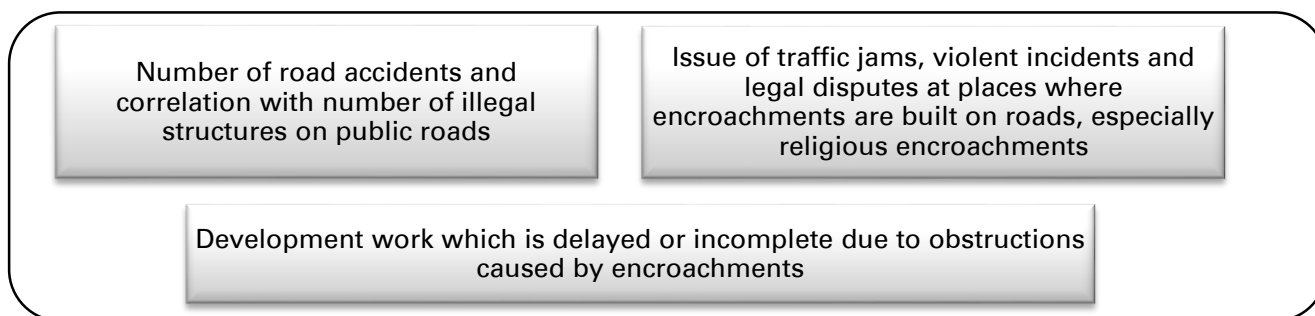 Number of road accidents and
correlation with number of illegal
structures on public roads
Issue of traffic jams, violent incidents and
legal disputes at places where
encroachments are built on roads, especially
religious encroachments
Development work which is delayed or incomplete due to obstructions
caused by encroachments